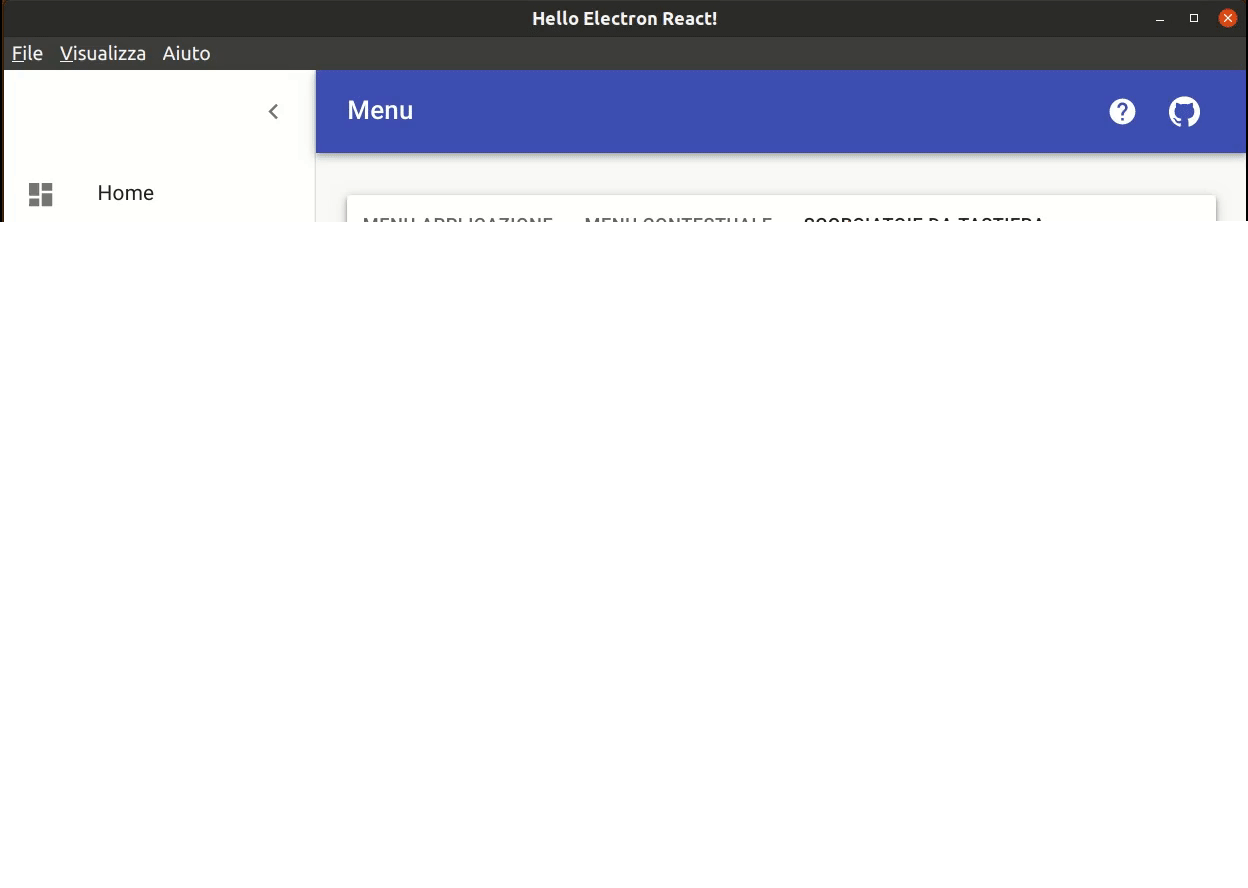 Hello Electron React!
File Visualizza Aiuto
Menu
Home
MENU APPLICAZIONE MENU CONTESTUALE SCORCIATOIE DA TASTIERA